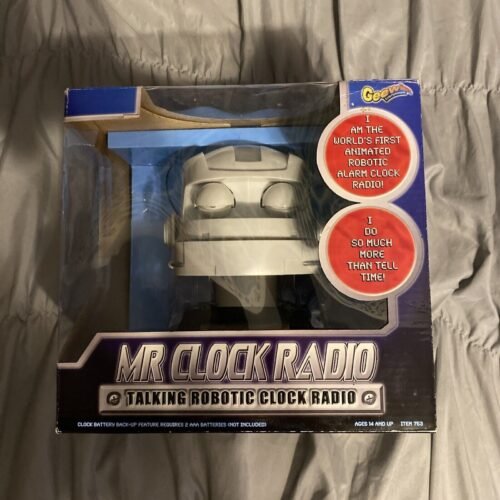 I
AM THE
WORLD'S FIRST
ANIMATED
ROBOTIC
ALARM CLOCK
RADIO!
I
DO
SO MUCH
MORE
THAN TELL
TIME!
MR CLOCK RADIO
TALKING ROBOTIC CLOCK RADIO
CLOCK BATTERY BACK-UP FEATURE REQUIRES 2 AAA BATTERIES (NOT INCLUDED) AGES 14 AND UP ITEM 753